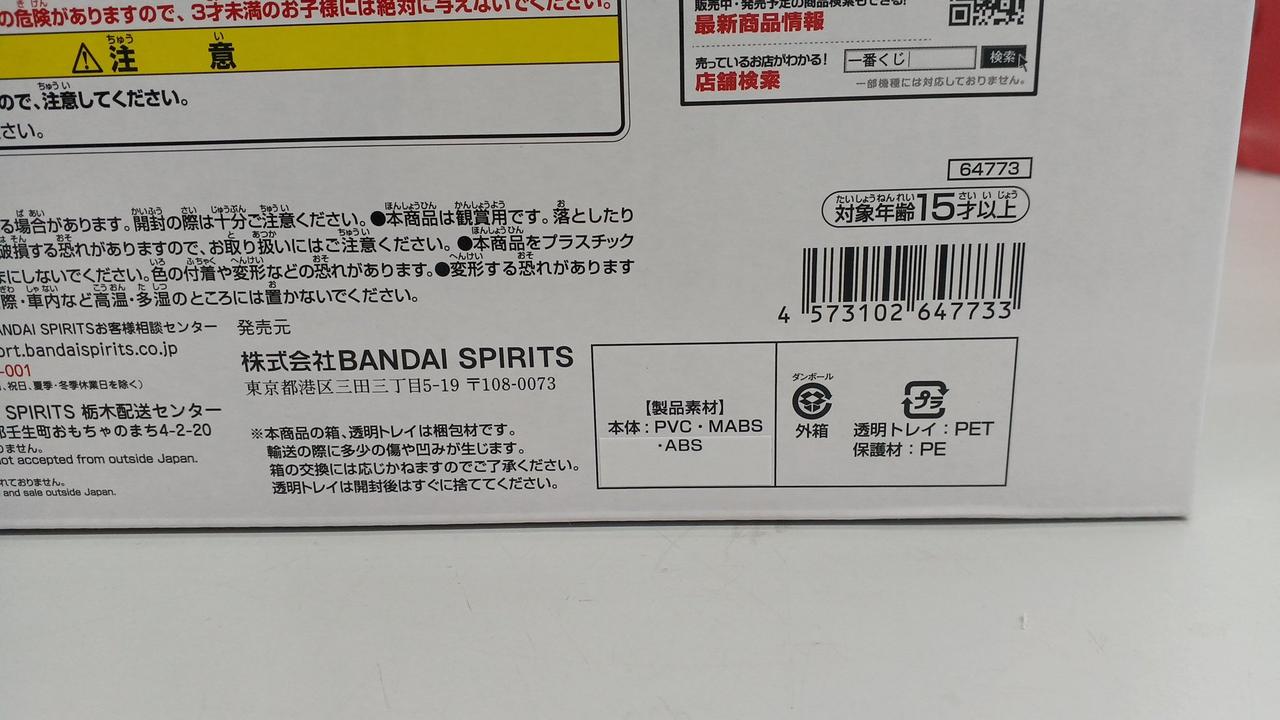 の危険がありますので、3才未満のお子様には絶対に与えないでください。
注意
ので、注意してください。
さい。
販売中・発売予定の商品検索もできる!
最新商品情報
売っているお店がわかる!
店舗検索
一番くじ 検索
一部機種には対応しておりません。
64773
対象年齢15才以上
4 573102 647733
る場合があります。開封の際は十分ご注意ください。●本商品は観賞用です。落としたり
破損する恐れがありますので、お取り扱いにはご注意ください。●本商品をプラスチック
まにしないでください。色の付着や変形などの恐れがあります。●変形する恐れがあります
際・車内など高温・多湿のところには置かないでください。
ANDAI SPIRITSお客様相談センター
ort.bandaispirits.co.jp
-001
、祝日、夏季・冬季休業日を除く)
SPIRITS 栃木配送センター
郡壬生町おもちゃのまち4-2-20
りません。
not accepted from outside Japan.
れておりません。
and sale outside Japan.
発売元
株式会社BANDAI SPIRITS
東京都港区三田三丁目5-19 〒108-0073
※本商品の箱、透明トレイは梱包材です。
輸送の際に多少の傷や凹みが生じます。
箱の交換には応じかねますのでご了承ください。
透明トレイは開封後はすぐに捨ててください。
【製品素材】
本体:PVC・MABS
・ABS
ダンボール
外箱
プラ
透明トレイ:PET
保護材:PE